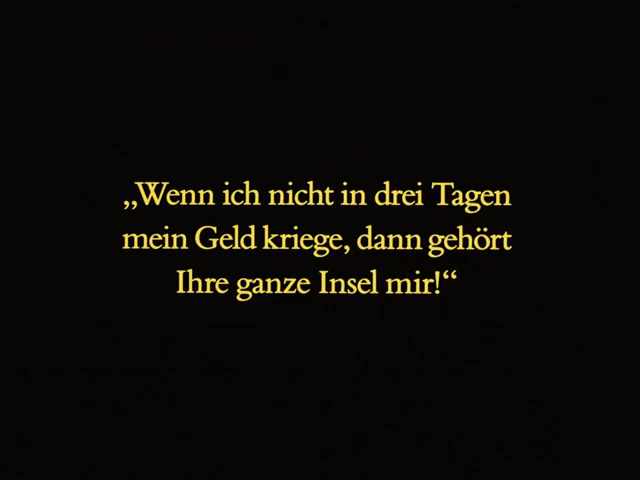 „Wenn ich nicht in drei Tagen
mein Geld kriege, dann gehört
Ihre ganze Insel mir!“